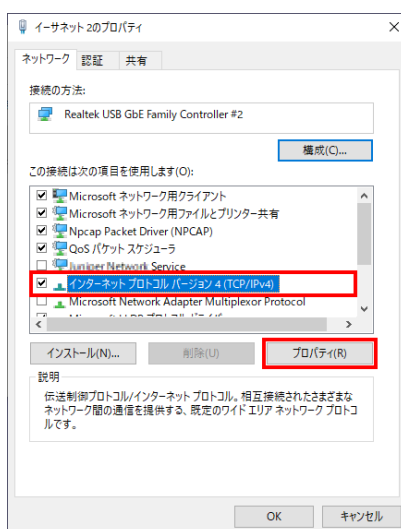 イーサネット 2のプロパティ
ネットワーク 認証 共有
接続の方法:
Realtek USB GbE Family Controller #2
構成(C)...
この接続は次の項目を使用します(O):
Microsoft ネットワーク用クライアント
Microsoft ネットワーク用ファイルとプリンター共有
Npcap Packet Driver (NPCAP)
QoS パケット スケジューラ
Juniper Network Service
インターネット プロトコル バージョン 4 (TCP/IPv4)
Microsoft Network Adapter Multiplexor Protocol
インストール(N)... 削除(U) プロパティ(R)
説明
伝送制御プロトコル/インターネット プロトコル。相互接続されたさまざまな
ネットワーク間の通信を提供する、既定のワイド エリア ネットワーク プロトコ
ルです。
OK キャンセル